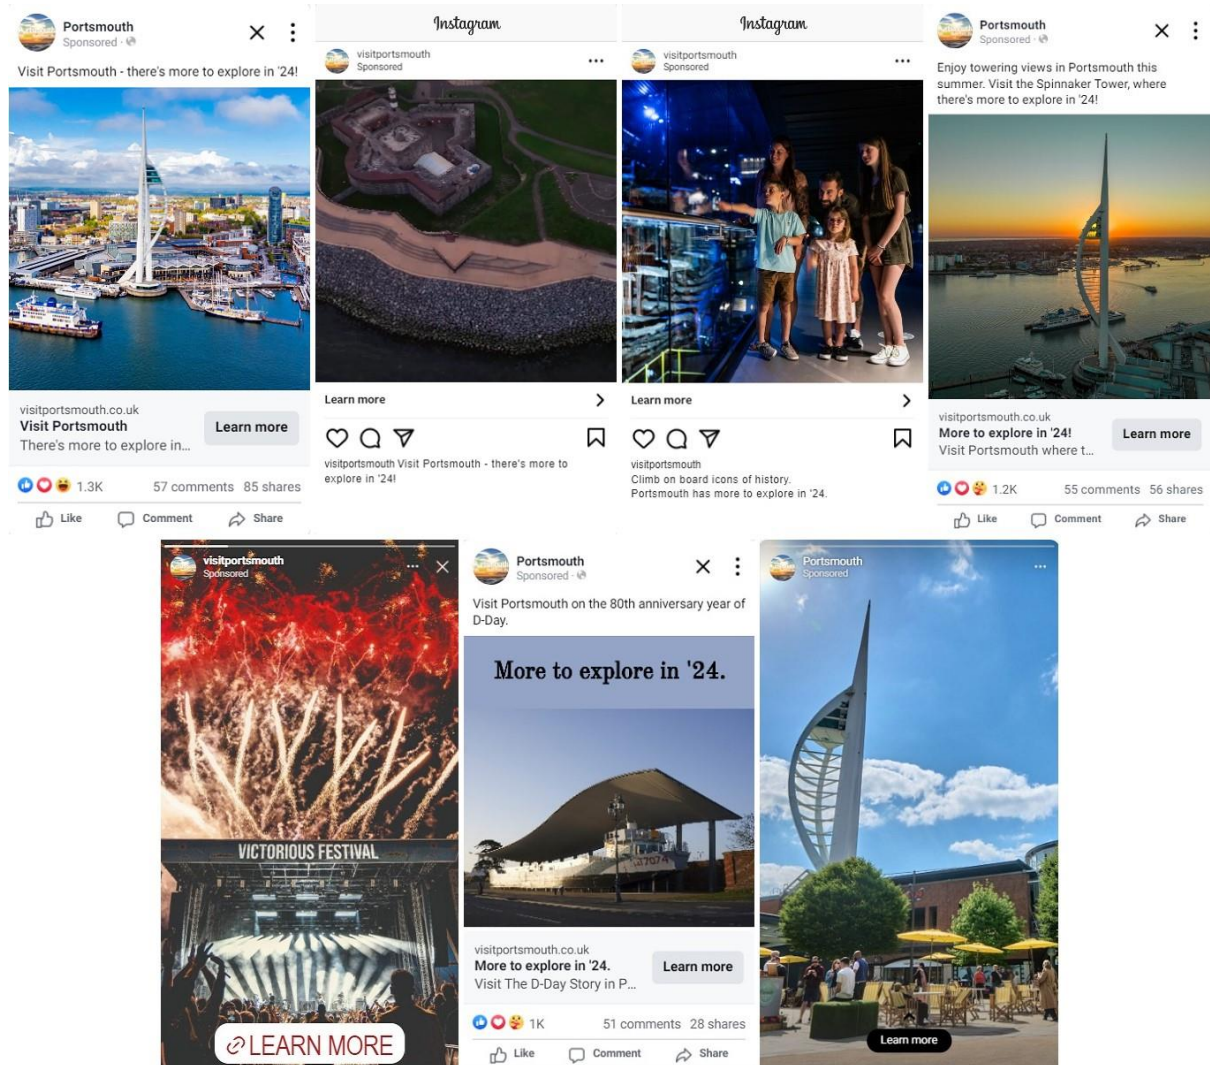 Portsmouth
Sponsored ·
Visit Portsmouth - there's more to explore in '24!
visitportsmouth.co.uk
Visit Portsmouth
There's more to explore in...
Learn more
1.3K
57 comments 85 shares
Like
Comment
Share
Instagram
visitportsmouth
Sponsored
Learn more
visitportsmouth Visit Portsmouth - there's more to
explore in '24!
Instagram
visitportsmouth
Sponsored
Learn more
visitportsmouth
Climb on board icons of history.
Portsmouth has more to explore in '24.
Portsmouth
Sponsored ·
Enjoy towering views in Portsmouth this
summer. Visit the Spinnaker Tower, where
there's more to explore in '24!
visitportsmouth.co.uk
More to explore in '24!
Visit Portsmouth where t...
Learn more
1.2K
55 comments 56 shares
Like
Comment
Share
visitportsmouth
Sponsored
VICTORIOUS FESTIVAL
LEARN MORE
Portsmouth
Sponsored ·
Visit Portsmouth on the 80th anniversary year of
D-Day.
More to explore in '24.
7074
visitportsmouth.co.uk
More to explore in '24.
Visit The D-Day Story in P...
Learn more
1K
51 comments 28 shares
Like
Comment
Share
Portsmouth
Sponsored
Learn more